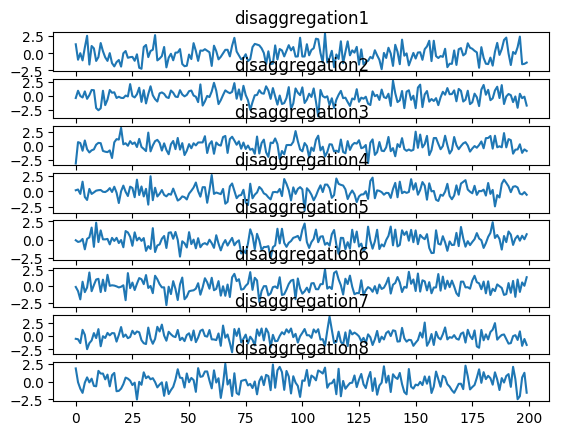 disaggregation1
2.5
0.0
−2.5
disaggregation2
2.5
0.0
−2.5
disaggregation3
2.5
0.0
−2.5
disaggregation4
2.5
0.0
−2.5
disaggregation5
2.5
0.0
−2.5
disaggregation6
2.5
0.0
−2.5
disaggregation7
2.5
0.0
−2.5
disaggregation8
2.5
0.0
−2.5
0 25 50 75 100 125 150 175 200